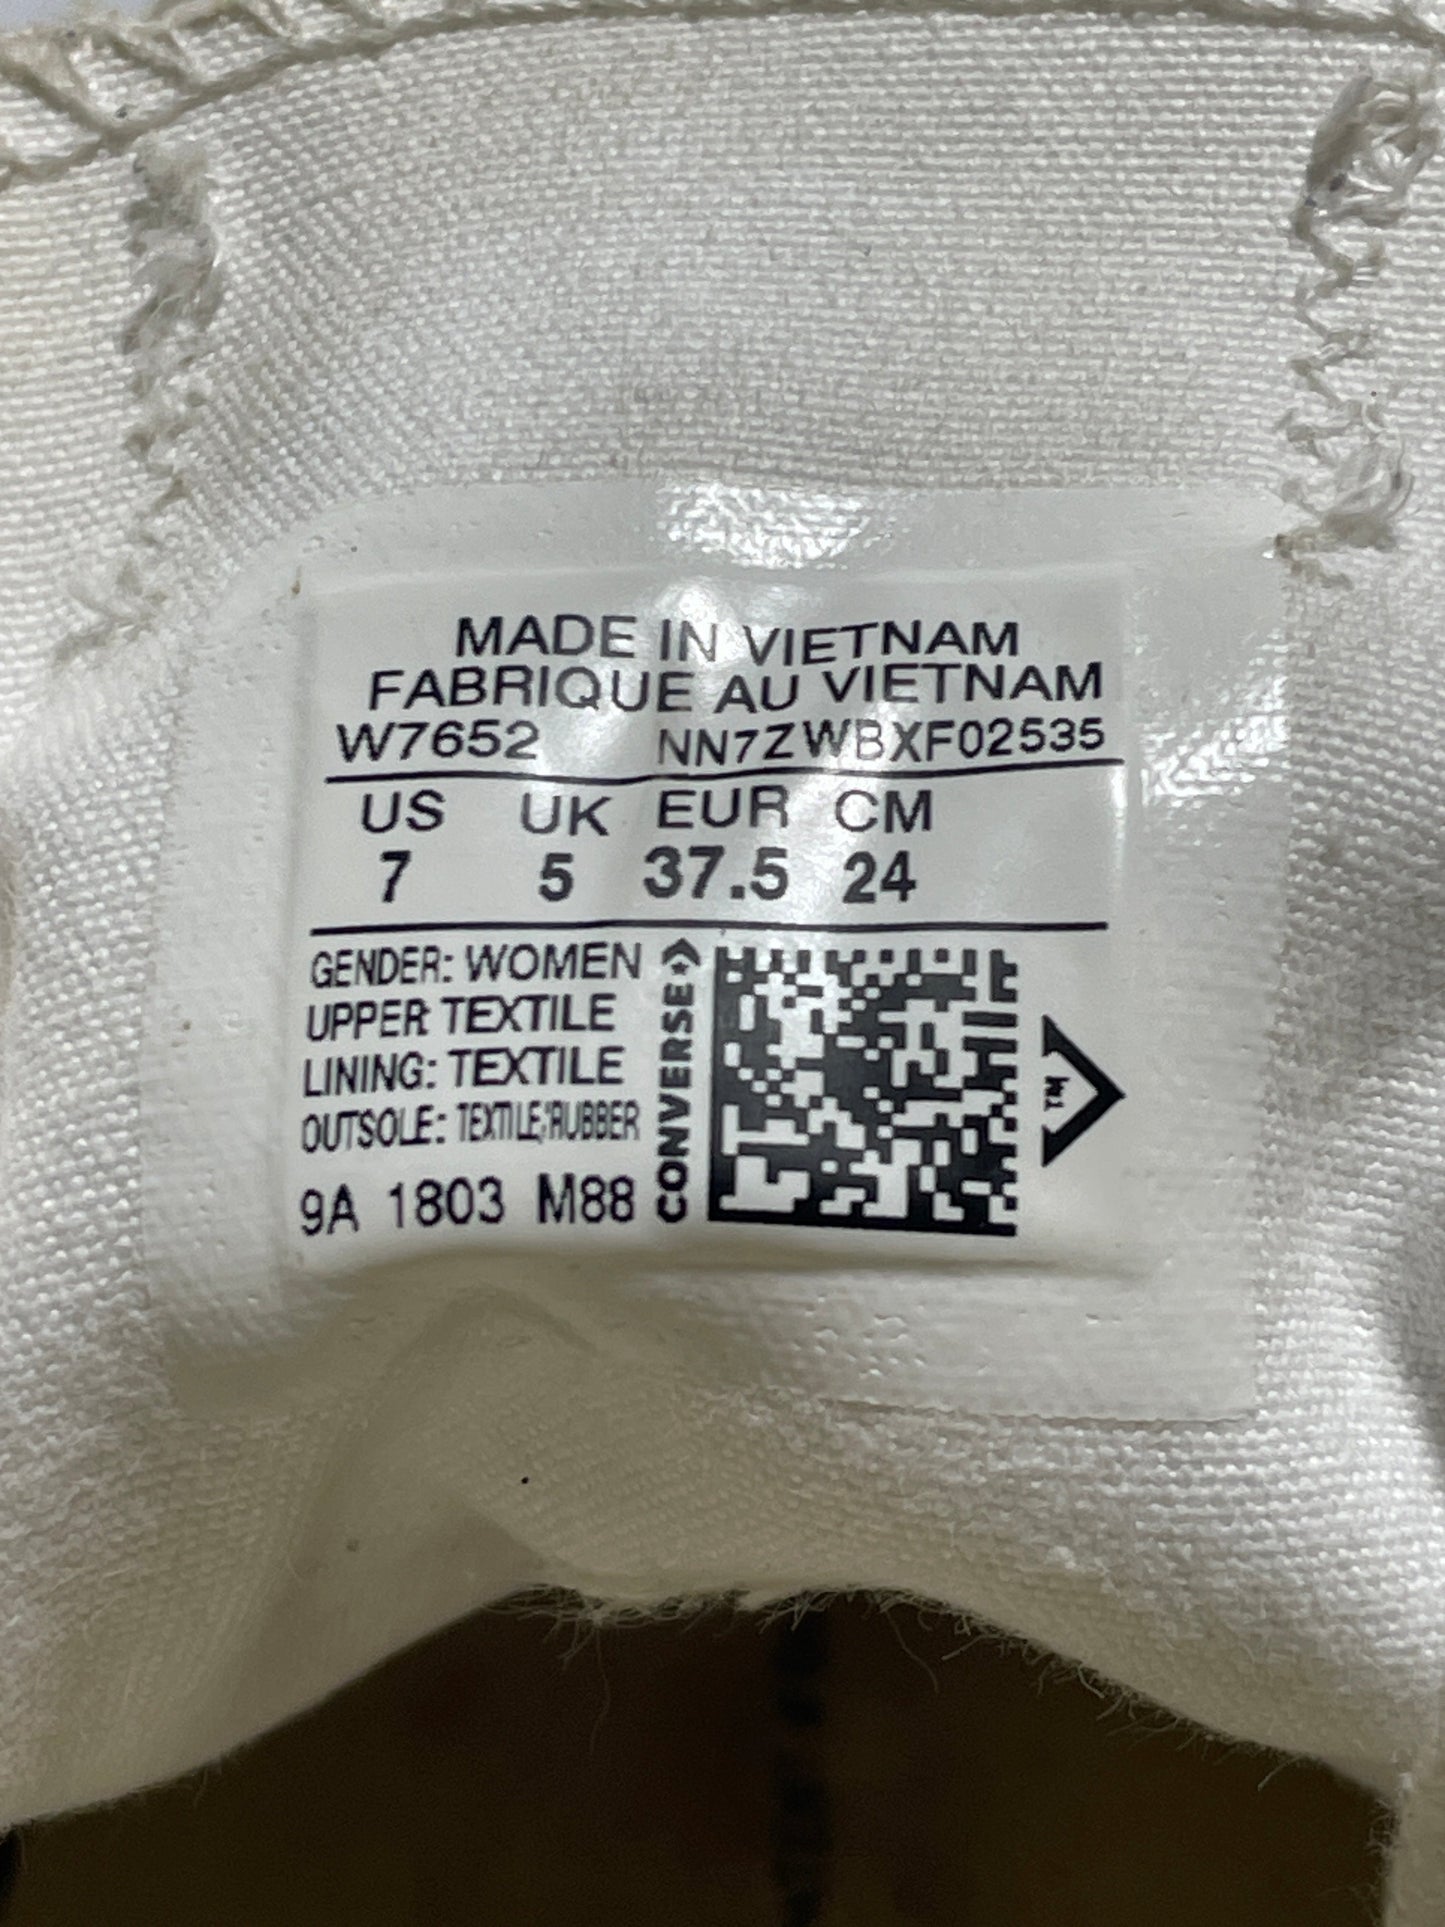 MADE IN VIETNAM
FABRIQUE AU VIETNAM
W7652 NN7ZWBXF02535
US UK EUR CM
7 5 37.5 24
GENDER: WOMEN
UPPER: TEXTILE
LINING: TEXTILE
OUTSOLE: TEXTILE/RUBBER
9A 1803 M88
CONVERSE